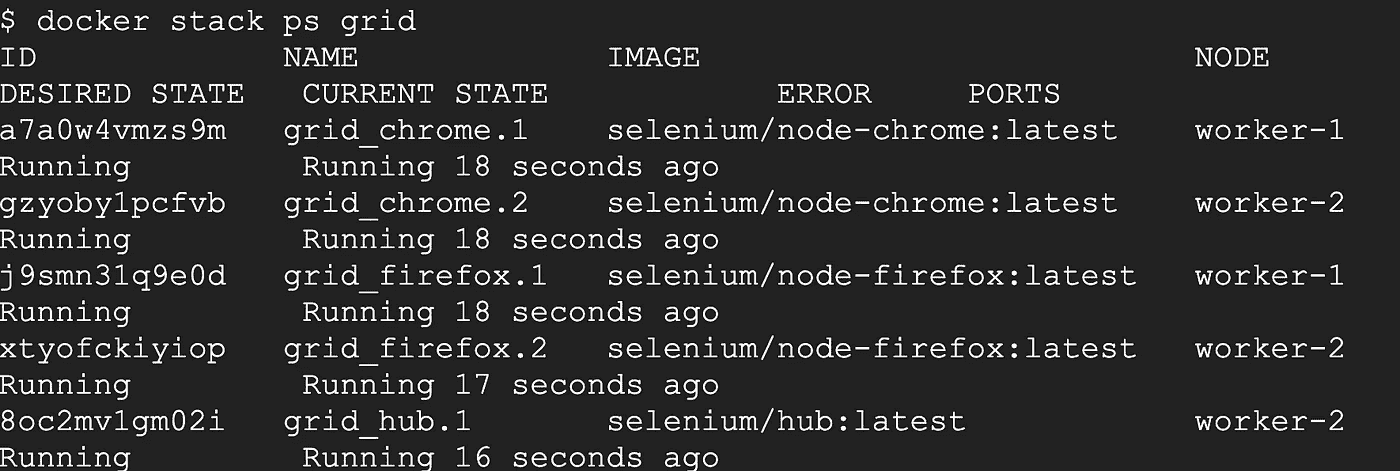 $ docker stack ps grid
ID NAME IMAGE NODE
DESIRED STATE CURRENT STATE ERROR PORTS
a7a0w4vmzs9m grid_chrome.1 selenium/node-chrome:latest worker-1
Running Running 18 seconds ago
gzyoby1pcfvb grid_chrome.2 selenium/node-chrome:latest worker-2
Running Running 18 seconds ago
j9smn31q9e0d grid_firefox.1 selenium/node-firefox:latest worker-1
Running Running 18 seconds ago
xtyofckiyiop grid_firefox.2 selenium/node-firefox:latest worker-2
Running Running 17 seconds ago
8oc2mv1gm02i grid_hub.1 selenium/hub:latest worker-2
Running Running 16 seconds ago